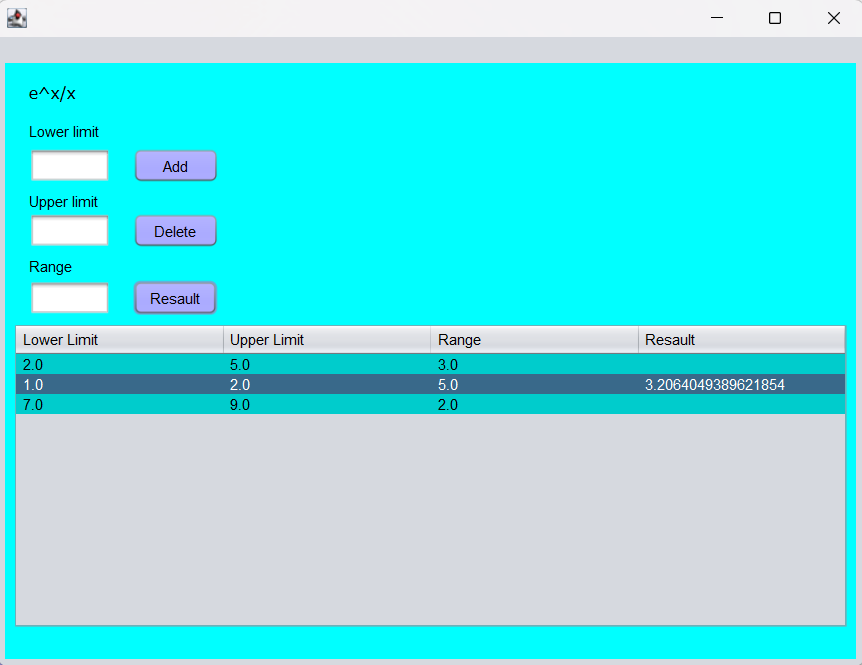 e^x/x
Lower limit
Add
Upper limit
Delete
Range
Resault
Lower Limit Upper Limit Range Resault
2.0 5.0 3.0
1.0 2.0 5.0 3.2064049389621854
7.0 9.0 2.0